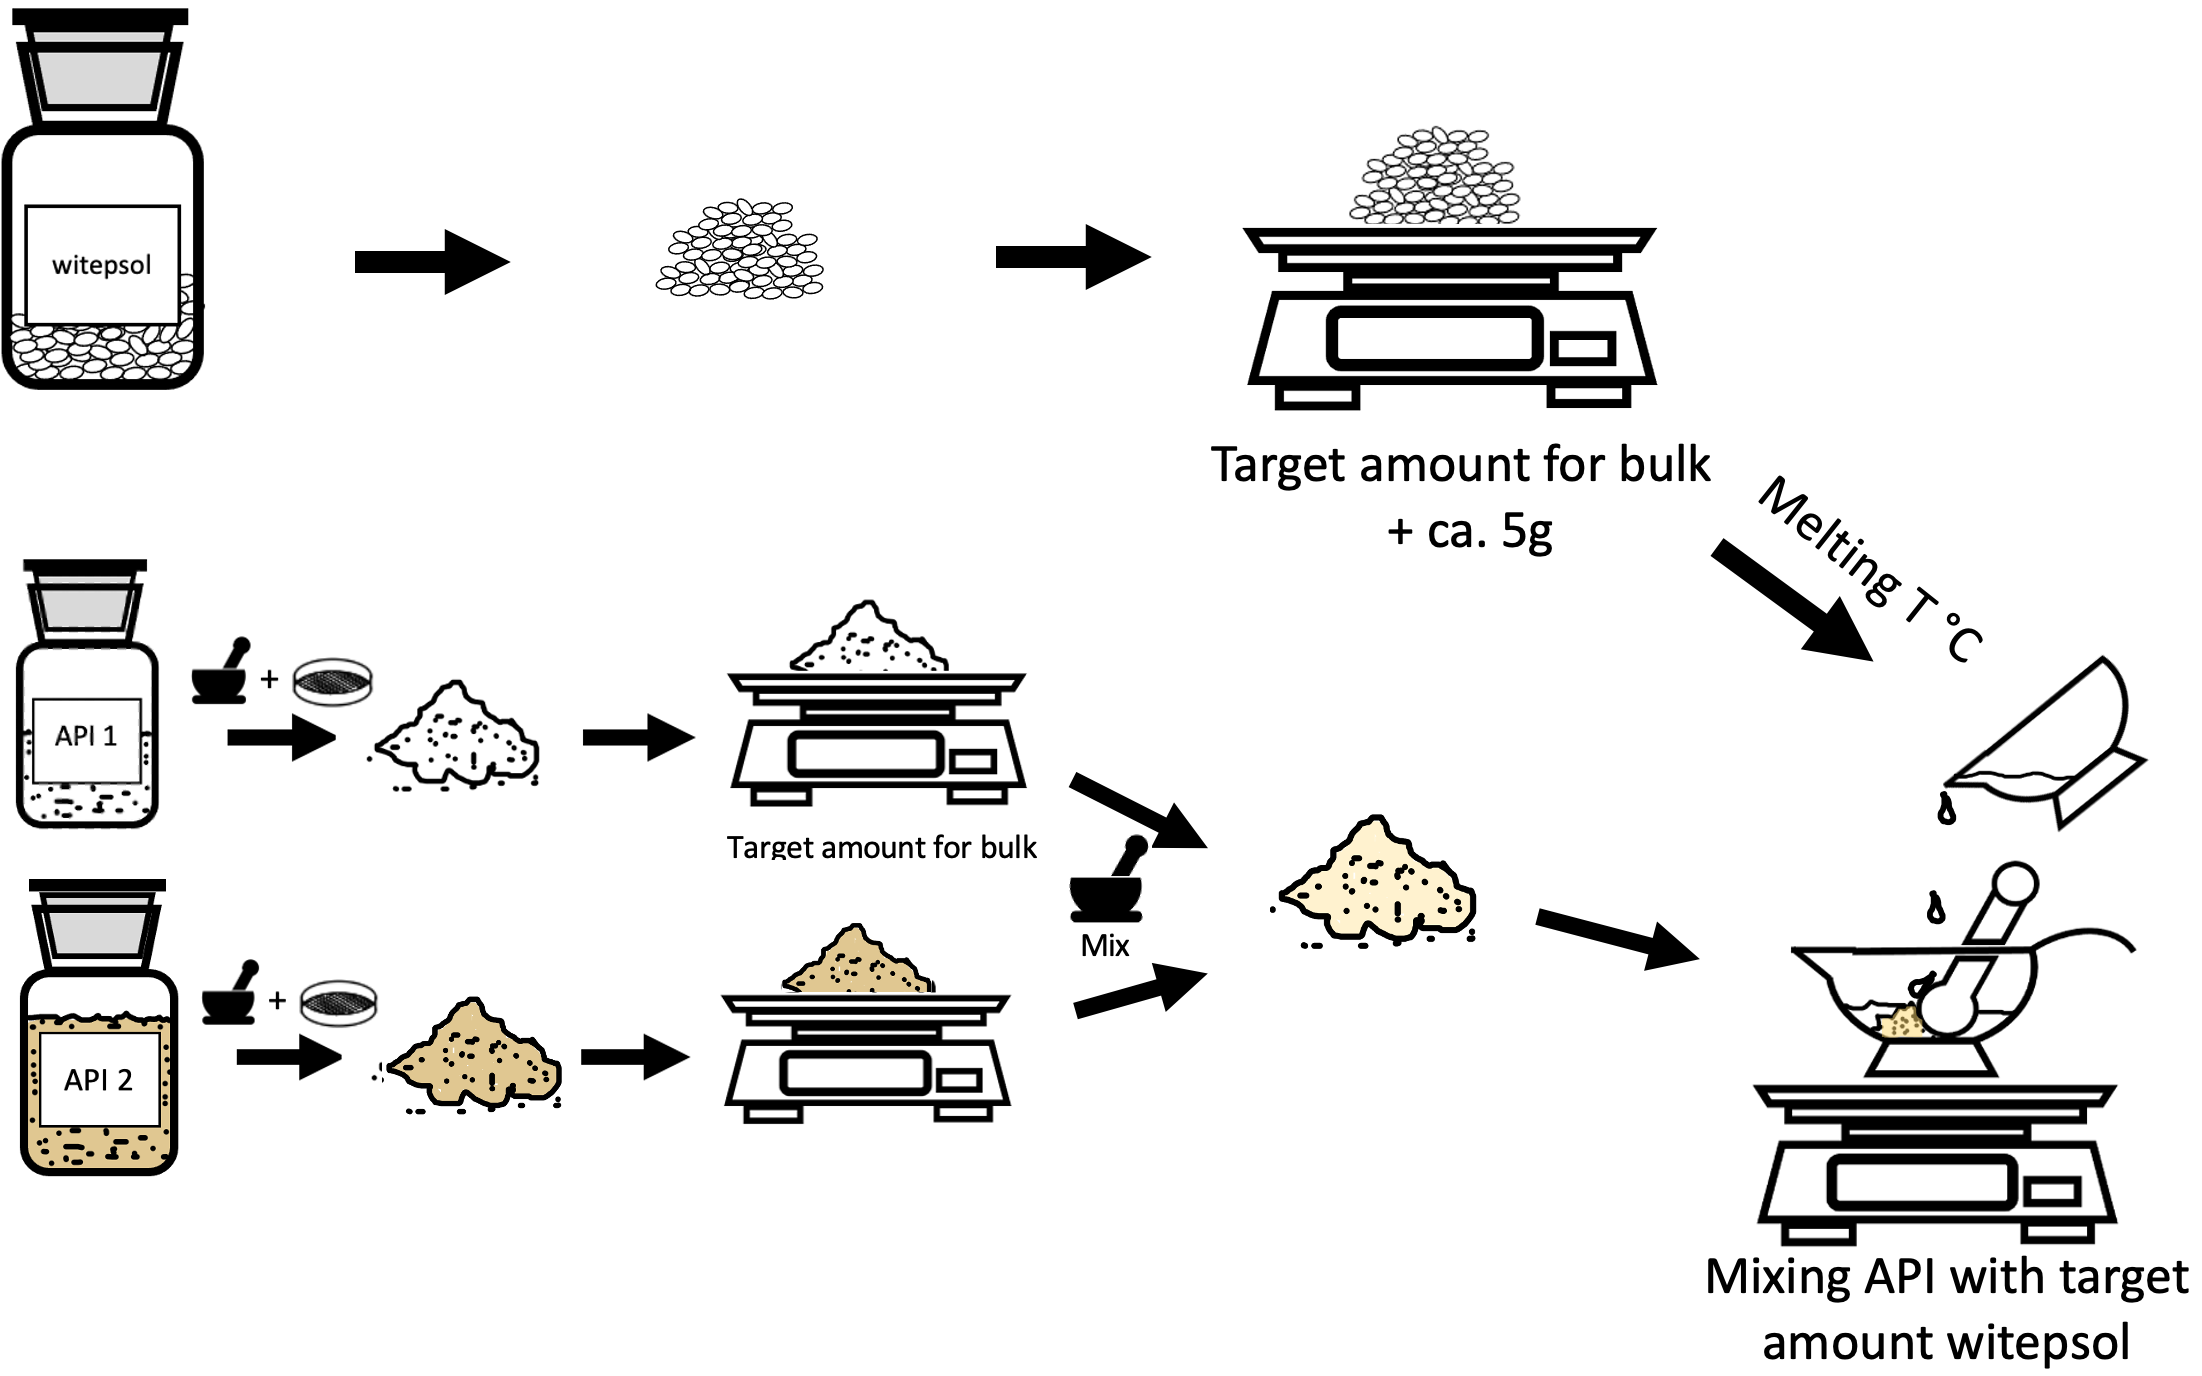 witepsol
Target amount for bulk
+ ca. 5g
Melting T °C
+
API 1
Target amount for bulk
Mix
+
API 2
Mixing API with target
amount witepsol